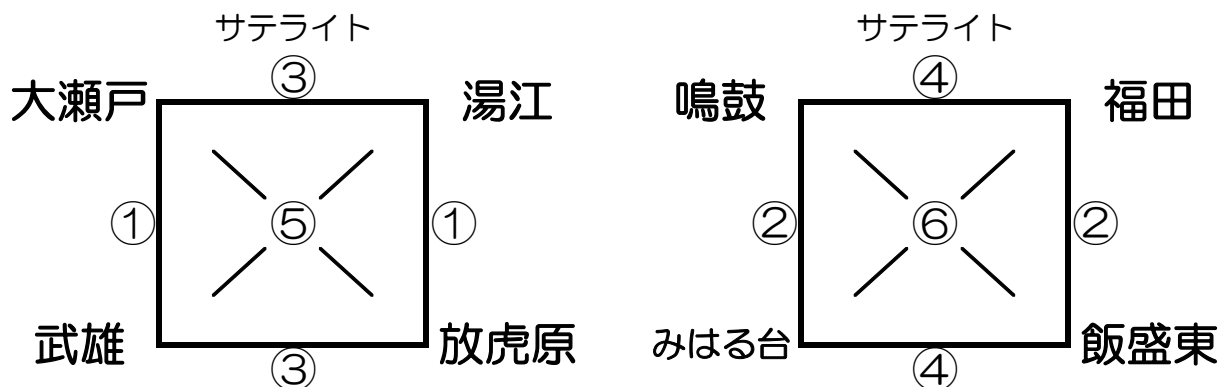 サテライト サテライト
③ ④
大瀬戸 湯江 鳴鼓 福田
① ⑤ ① ② ⑥ ②
武雄 放虎原 みはる台 飯盛東
③ ④